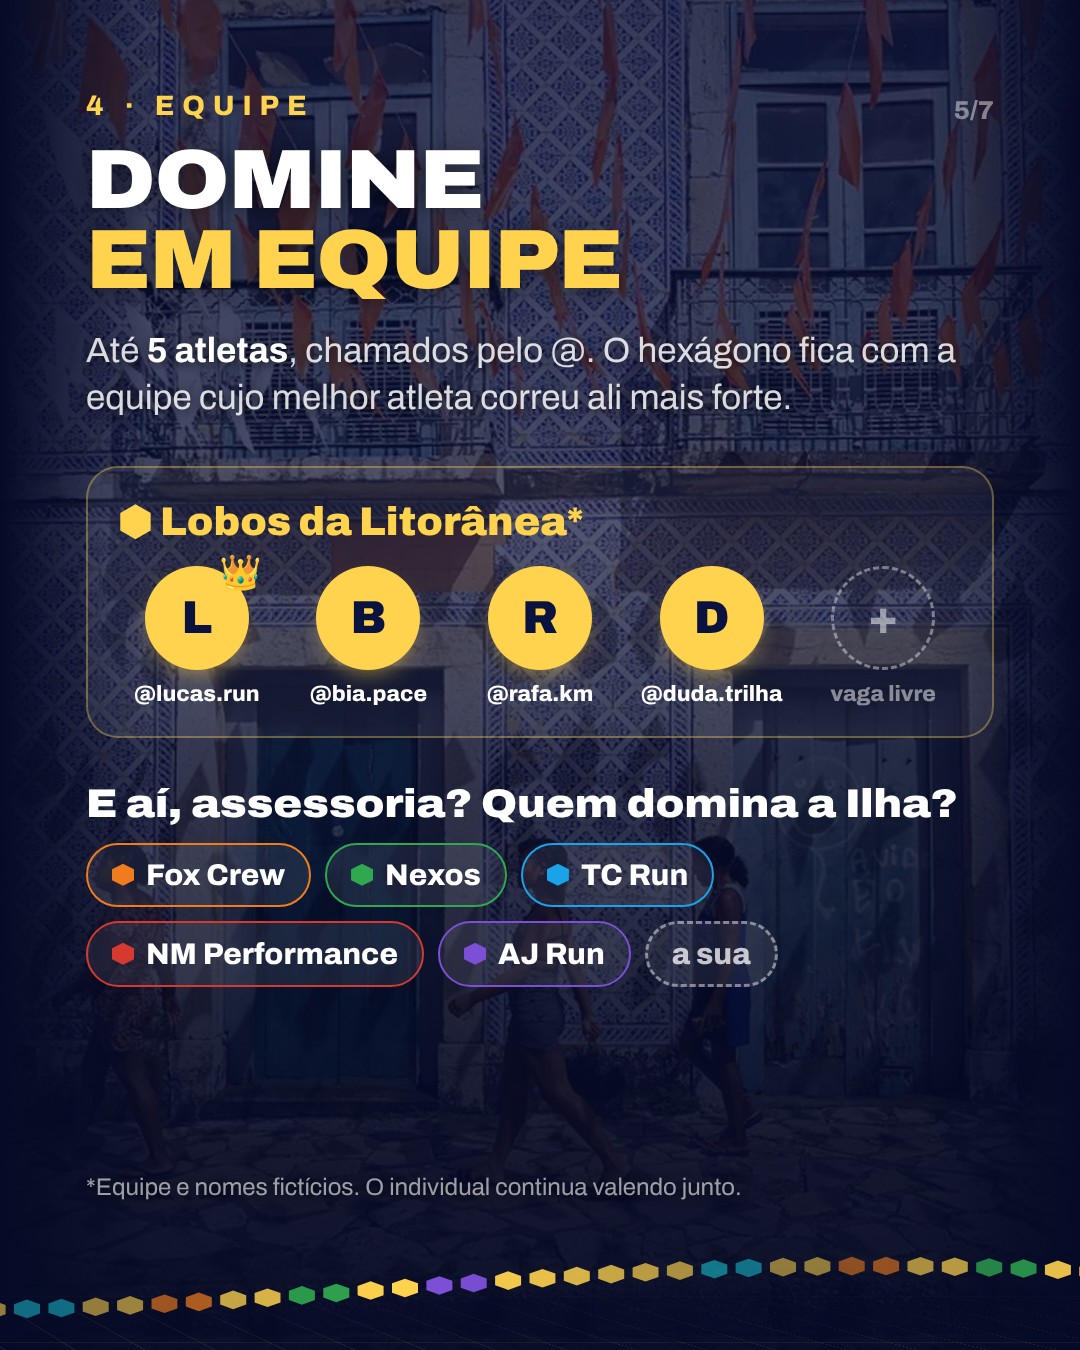 4 · EQUIPE
5/7
DOMINE
EM EQUIPE
Até 5 atletas, chamados pelo @. O hexágono fica com a
equipe cujo melhor atleta correu ali mais forte.
Lobos da Litorânea*
L B R D +
@lucas.run @bia.pace @rafa.km @duda.trilha vaga livre
E aí, assessoria? Quem domina a Ilha?
Fox Crew Nexos TC Run
NM Performance AJ Run a sua
*Equipe e nomes fictícios. O individual continua valendo junto.